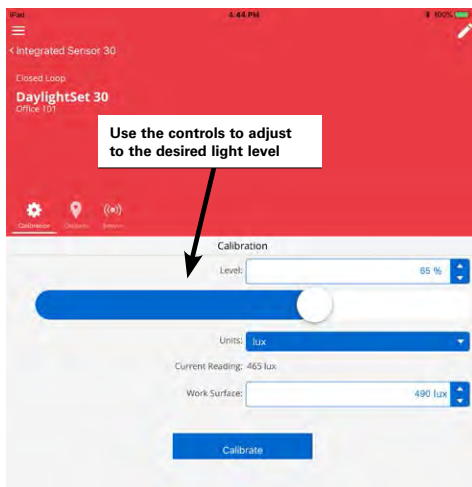 iPad 4:44 PM 100%
< Integrated Sensor 30
Closed Loop
DaylightSet 30
Office 101
Use the controls to adjust
to the desired light level
Calibration
Calibration
Level: 65 %
Units: lux
Current Reading: 465 lux
Work Surface: 490 lux
Calibrate